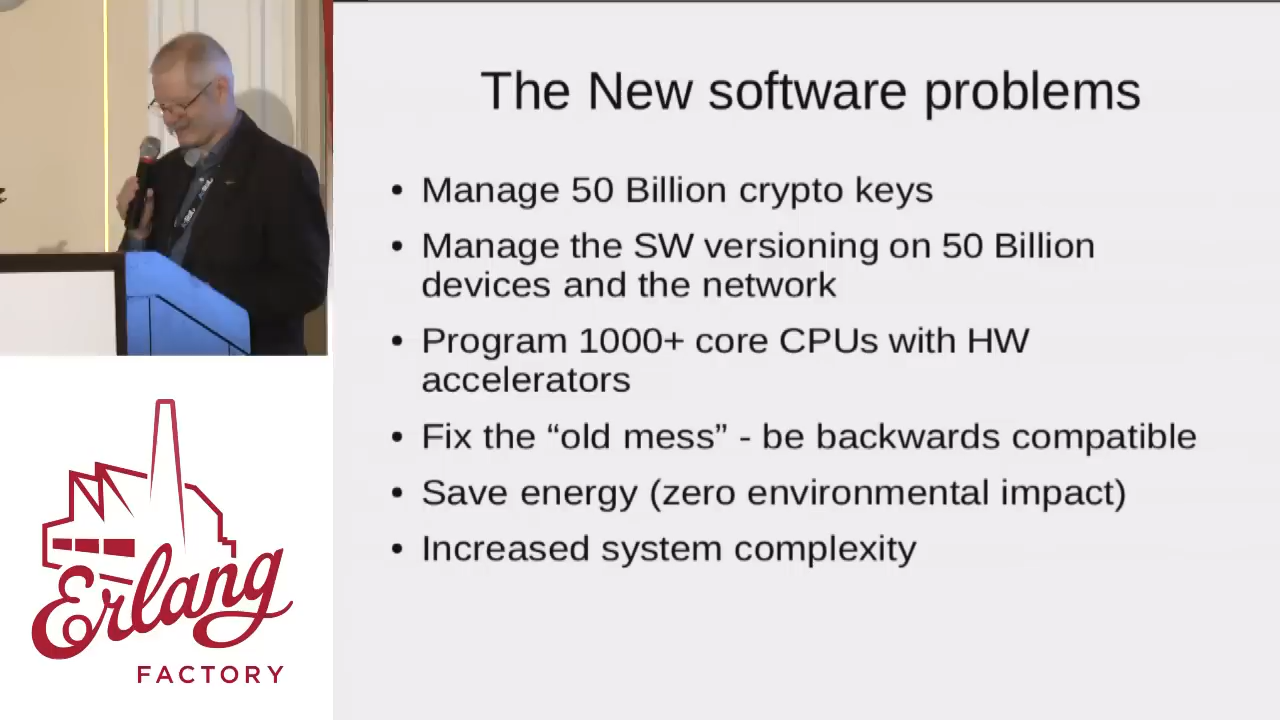 The New software problems
• Manage 50 Billion crypto keys
• Manage the SW versioning on 50 Billion
devices and the network
• Program 1000+ core CPUs with HW
accelerators
• Fix the “old mess” - be backwards compatible
• Save energy (zero environmental impact)
• Increased system complexity
Erlang
FACTORY